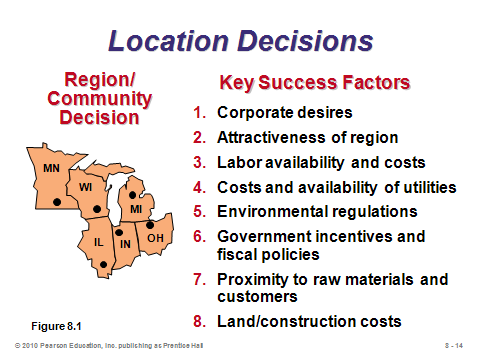 Location Decisions
Region/
Community
Decision
MN
WI
MI
IL
IN
OH
Figure 8.1
Key Success Factors
1. Corporate desires
2. Attractiveness of region
3. Labor availability and costs
4. Costs and availability of utilities
5. Environmental regulations
6. Government incentives and
fiscal policies
7. Proximity to raw materials and
customers
8. Land/construction costs
© 2010 Pearson Education, Inc. publishing as Prentice Hall
8 - 14